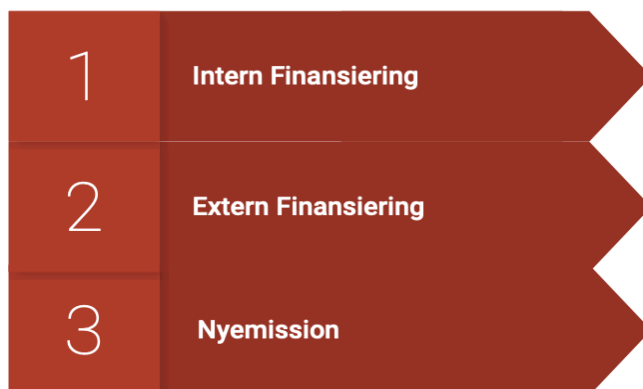 1
Intern Finansiering
2
Extern Finansiering
3
Nyemission